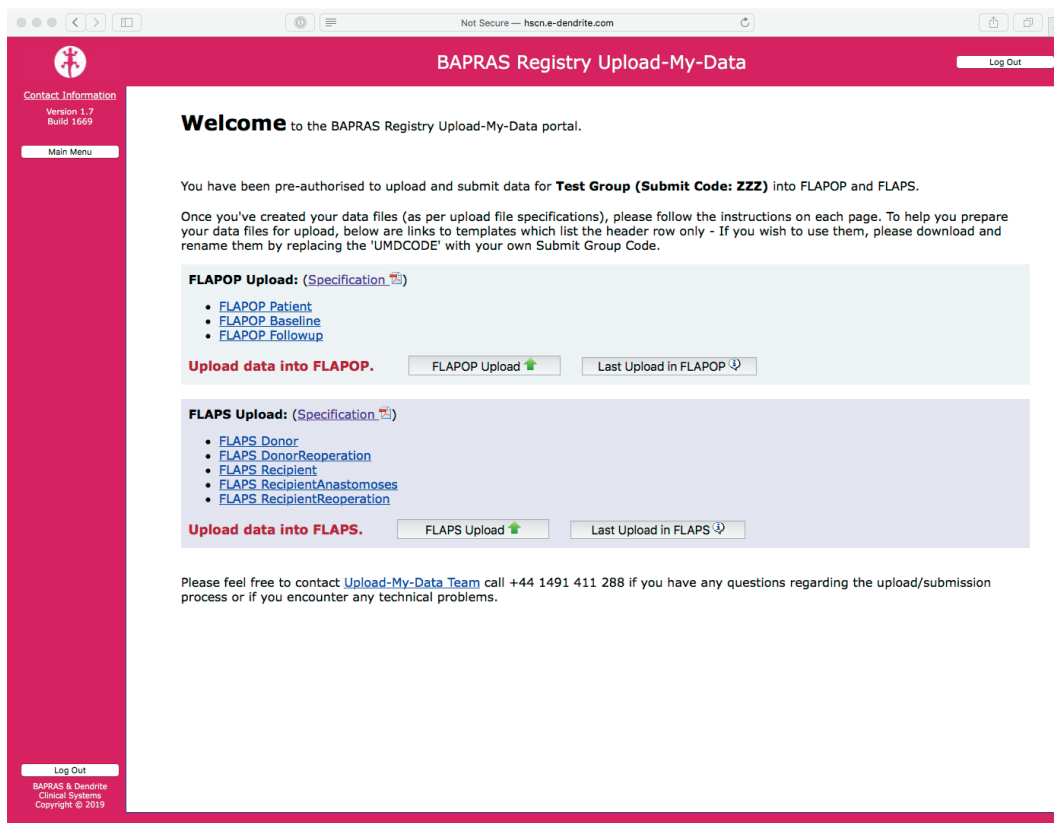 Not Secure — hscn.e-dendrite.com
BAPRAS Registry Upload-My-Data
Log Out
Contact Information
Version 1.7
Build 1669
Main Menu
Welcome to the BAPRAS Registry Upload-My-Data portal.
You have been pre-authorised to upload and submit data for Test Group (Submit Code: ZZZ) into FLAPOP and FLAPS.
Once you've created your data files (as per upload file specifications), please follow the instructions on each page. To help you prepare
your data files for upload, below are links to templates which list the header row only - If you wish to use them, please download and
rename them by replacing the 'UMDCODE' with your own Submit Group Code.
FLAPOP Upload: (Specification)
• FLAPOP Patient
• FLAPOP Baseline
• FLAPOP Followup
Upload data into FLAPOP. FLAPOP Upload Last Upload in FLAPOP
FLAPS Upload: (Specification)
• FLAPS Donor
• FLAPS DonorReoperation
• FLAPS Recipient
• FLAPS RecipientAnastomoses
• FLAPS RecipientReoperation
Upload data into FLAPS. FLAPS Upload Last Upload in FLAPS
Please feel free to contact Upload-My-Data Team call +44 1491 411 288 if you have any questions regarding the upload/submission
process or if you encounter any technical problems.
Log Out
BAPRAS & Dendrite
Clinical Systems
Copyright © 2019